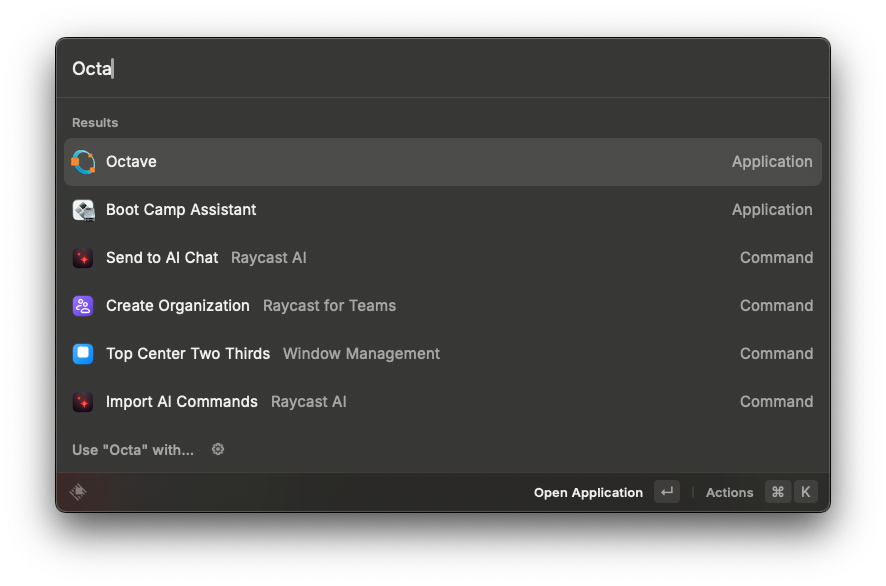 Octa
Results
Octave Application
Boot Camp Assistant Application
Send to AI Chat Raycast AI Command
Create Organization Raycast for Teams Command
Top Center Two Thirds Window Management Command
Import AI Commands Raycast AI Command
Use "Octa" with...
Open Application ↵ | Actions ⌘ K